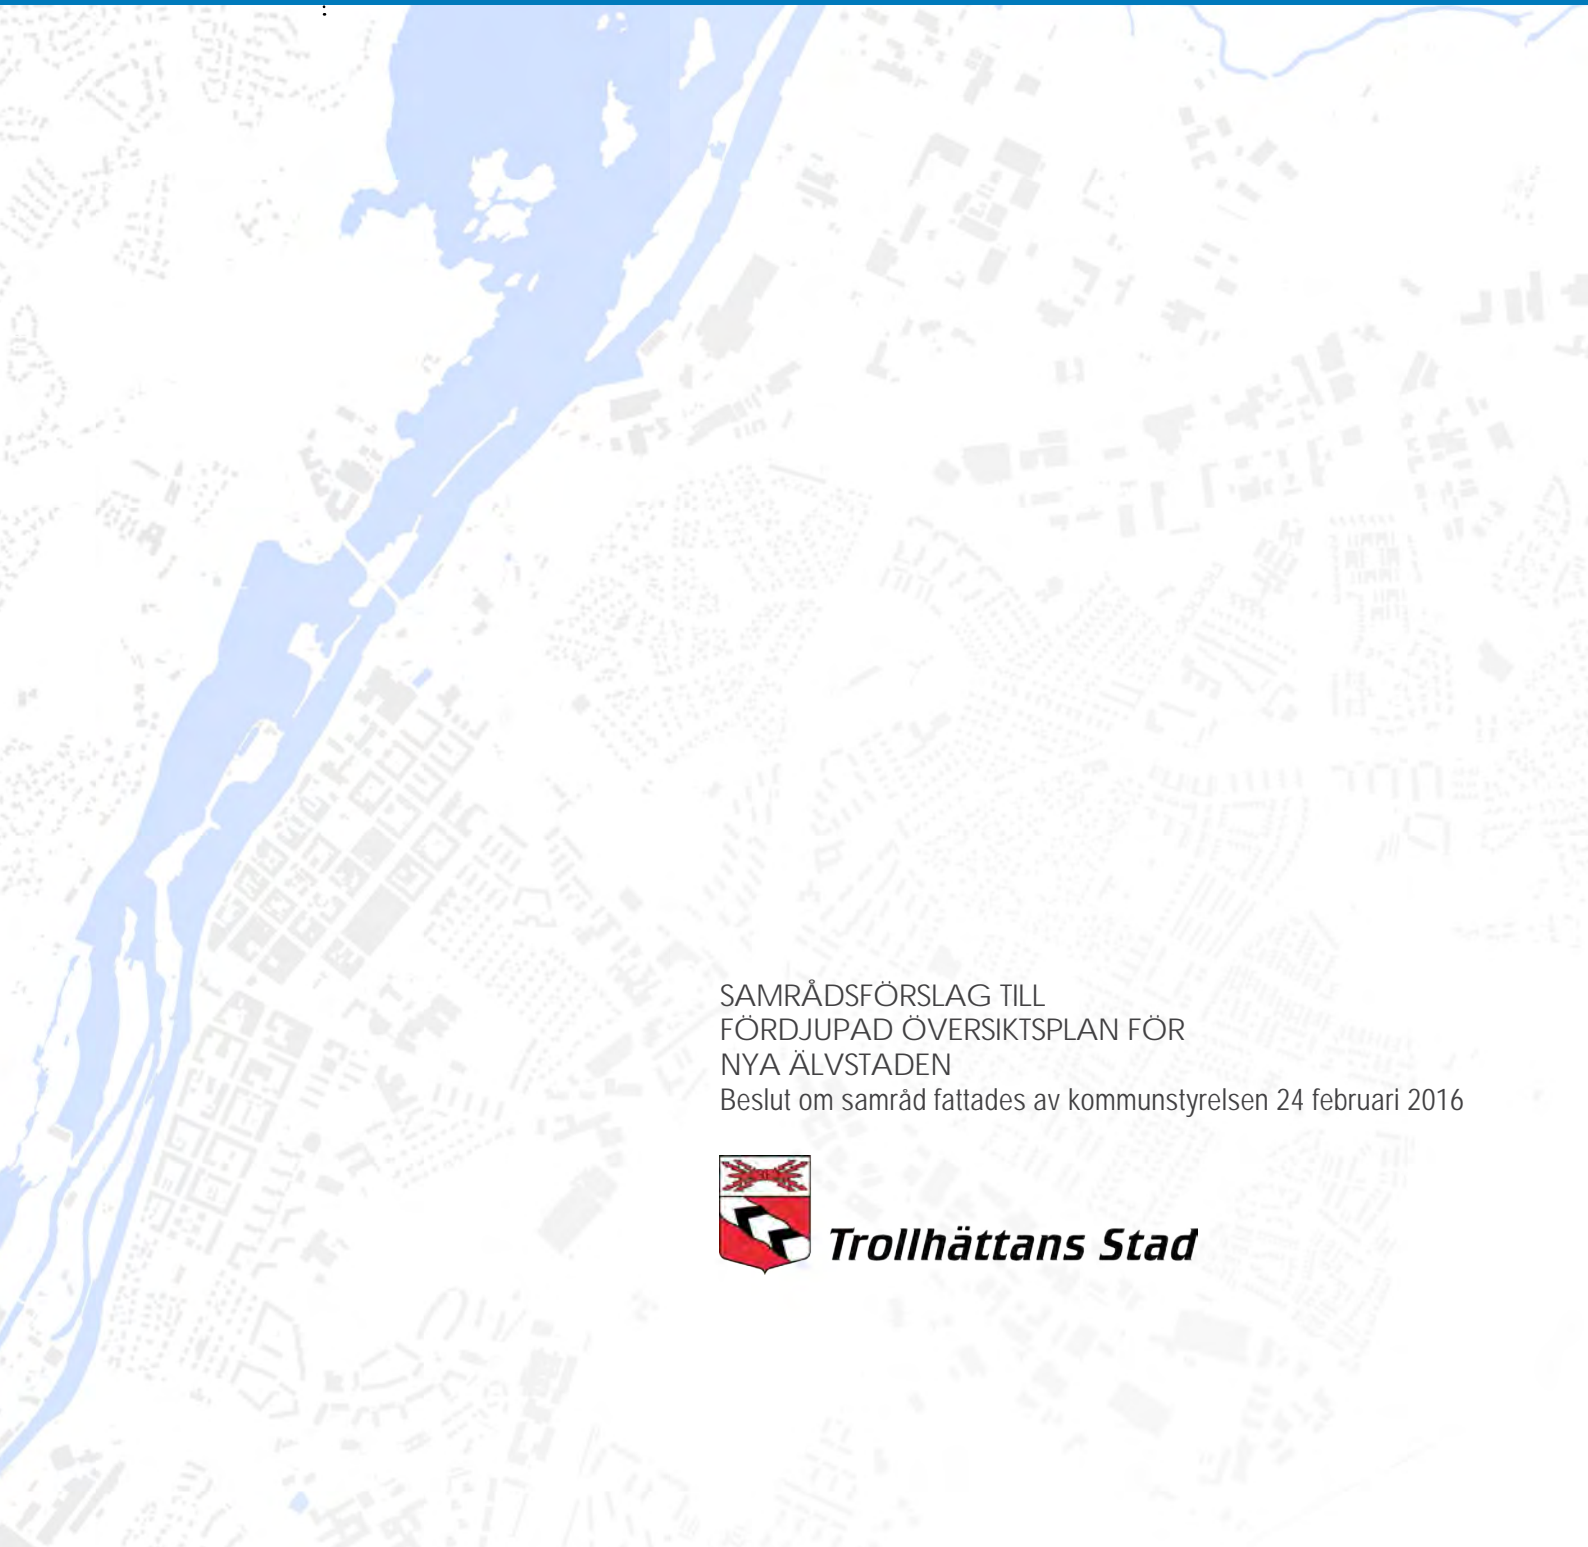 SAMRÅDSFÖRSLAG TILL
FÖRDJUPAD ÖVERSIKTSPLAN FÖR
NYA ÄLVSTADEN
Beslut om samråd fattades av kommunstyrelsen 24 februari 2016
Trollhättans Stad